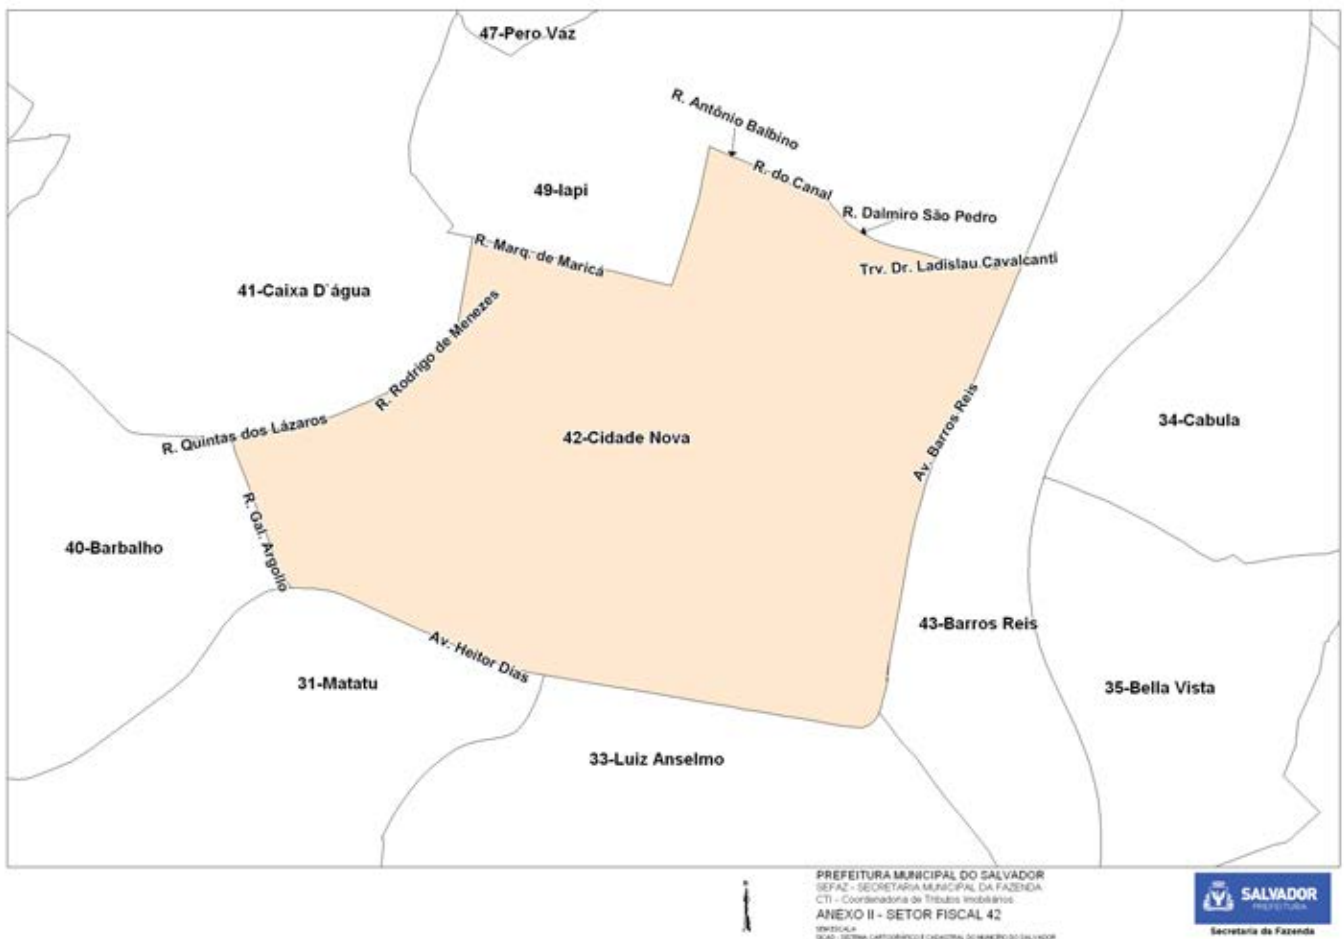 47-Pero Vaz
R. Antônio Balbino
R. do Canal
49-Iapi
R. Dalmiro São Pedro
R. Marq. de Maricá
Trv. Dr. Ladislau Cavalcanti
41-Caixa D`água
R. Rodrigo de Menezes
R. Quintas dos Lázaros
42-Cidade Nova
Av. Barros Reis
34-Cabula
R. Gal. Argollo
40-Barbalho
43-Barros Reis
Av. Heitor Dias
31-Matatu
35-Bella Vista
33-Luiz Anselmo
PREFEITURA MUNICIPAL DO SALVADOR
SEFAZ - SECRETARIA MUNICIPAL DA FAZENDA
CTI - Coordenadoria de Tributos Imobiliários
ANEXO II - SETOR FISCAL 42
SALVADOR
PREFEITURA
Secretaria da Fazenda